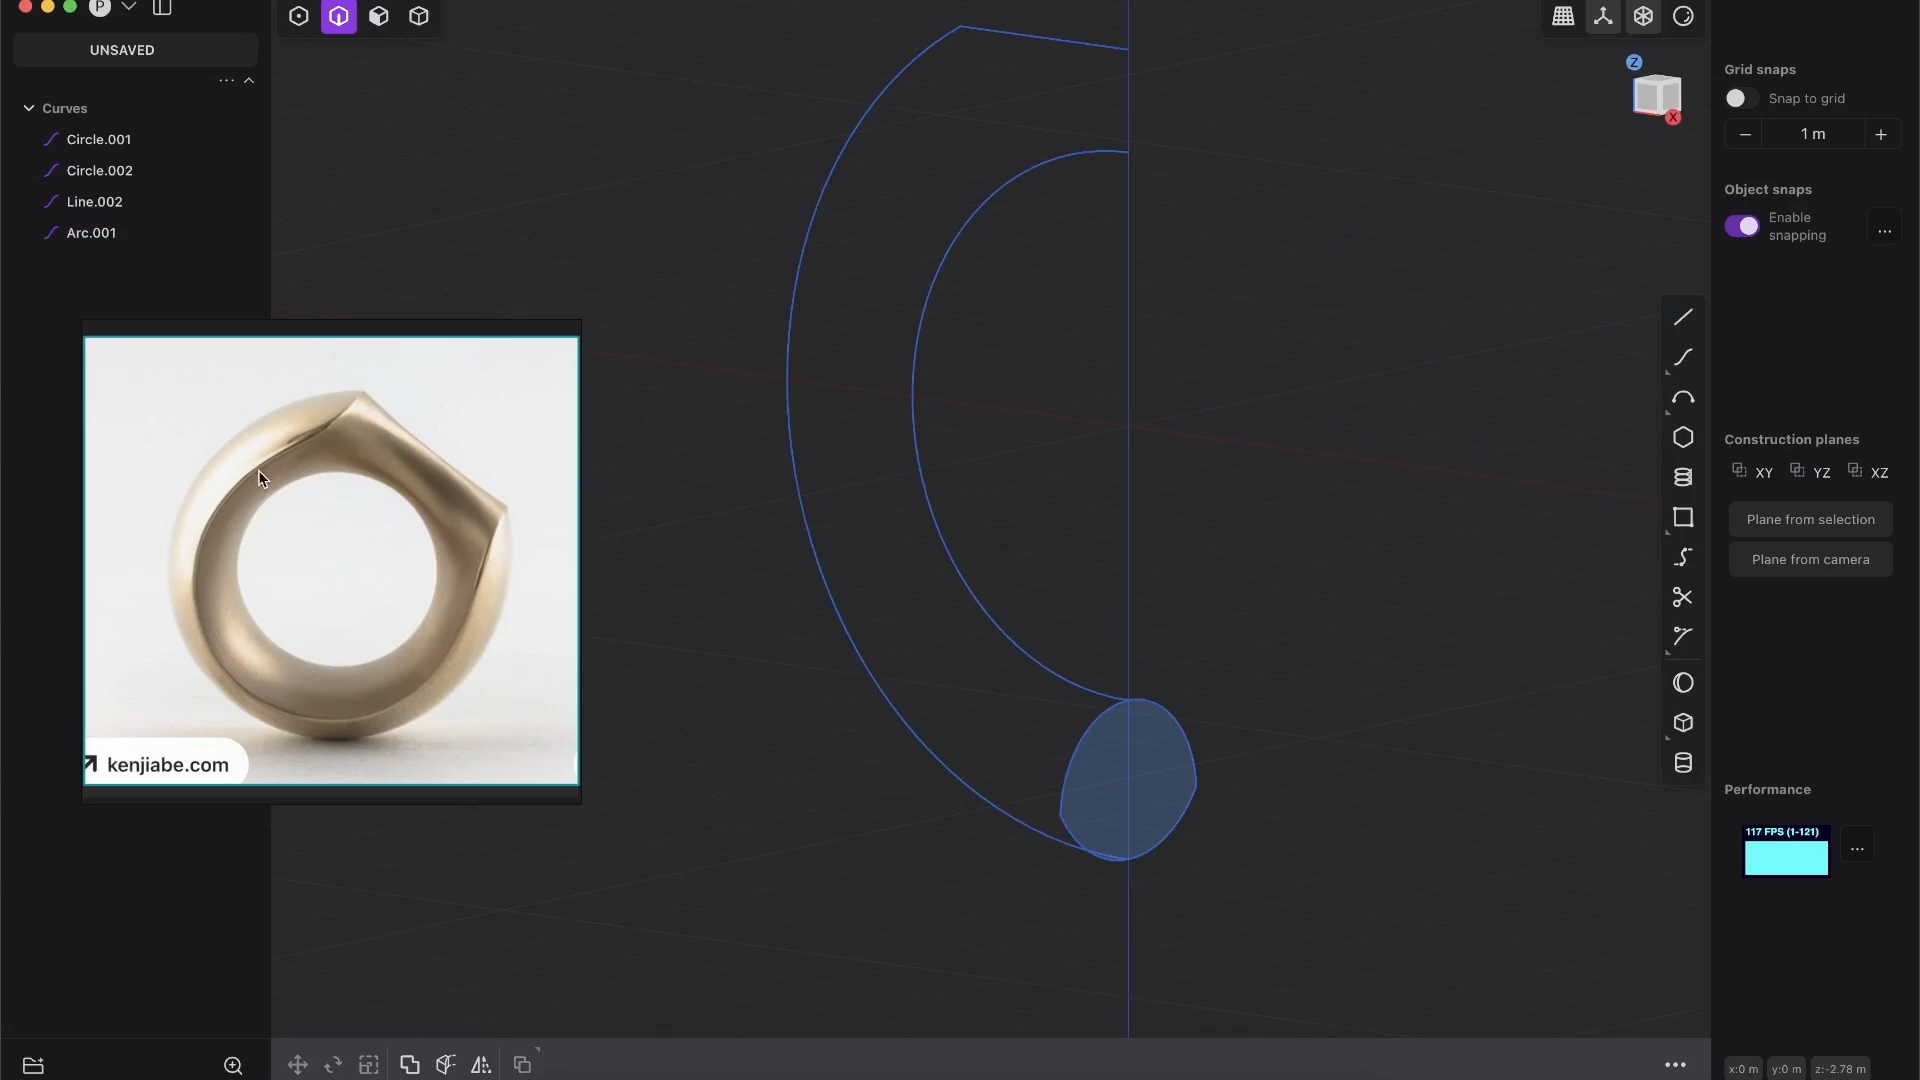 P
UNSAVED
...
Curves
Circle.001
Circle.002
Line.002
Arc.001
kenjiabe.com
Z
X
Grid snaps
Snap to grid
1 m
Object snaps
Enable
snapping
...
Construction planes
XY YZ XZ
Plane from selection
Plane from camera
Performance
117 FPS (1-121)
...
x:0 m y:0 m z:-2.78 m